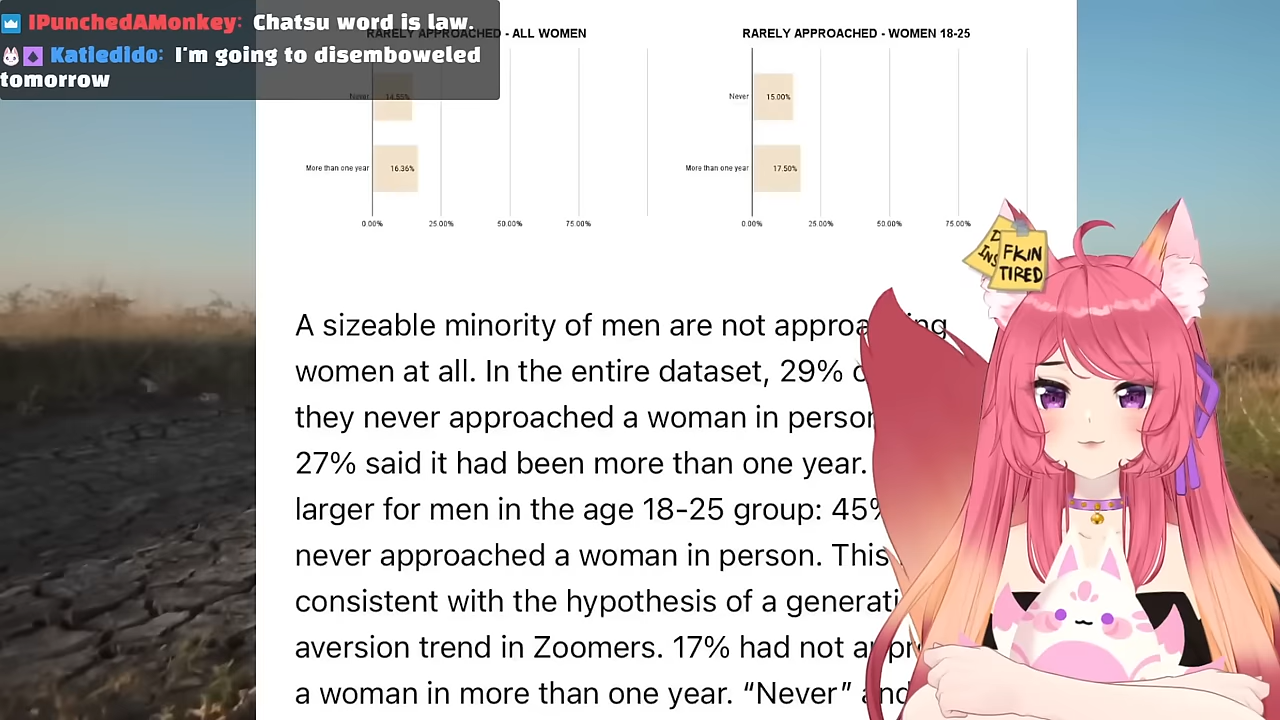 IPunchedAMonkey: Chatsu word is law.
Katiedido: I'm going to disemboweled
tomorrow
RARELY APPROACHED - ALL WOMEN
Never 14.55%
More than one year 16.36%
0.00% 25.00% 50.00% 75.00%
RARELY APPROACHED - WOMEN 18-25
Never 15.00%
More than one year 17.50%
0.00% 25.00% 50.00% 75.00%
FKIN
TIRED
A sizeable minority of men are not
women at all. In the entire dataset, 29%
they never approached a woman in person
27% said it had been more than one year.
larger for men in the age 18-25 group: 45%
never approached a woman in person. This
consistent with the hypothesis of a
aversion trend in Zoomers. 17% had not
a woman in more than one year. “Never”